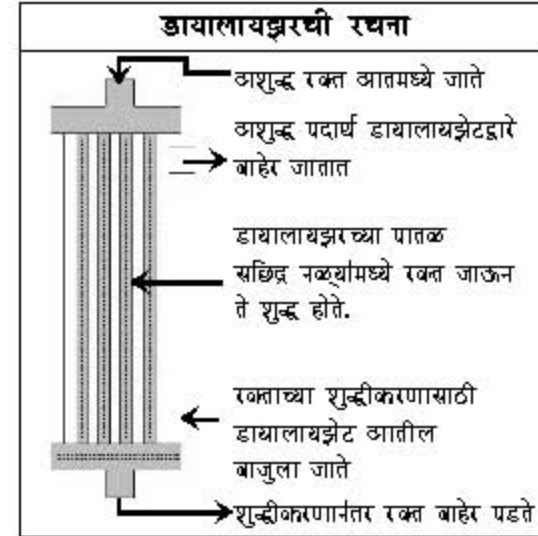 डायालायझरची रचना
अशुद्ध रक्त आतमध्ये जाते
अशुद्ध पदार्थ डायालायझेटद्वारे
बाहेर जातात
डायालायझरच्या पातळ
सछिद्र नळ्यांमध्ये रक्त जाऊन
ते शुद्ध होते.
रक्ताच्या शुद्धीकरणासाठी
डायालायझेट आतील
बाजुला जाते
शुद्धीकरणानंतर रक्त बाहेर पडते